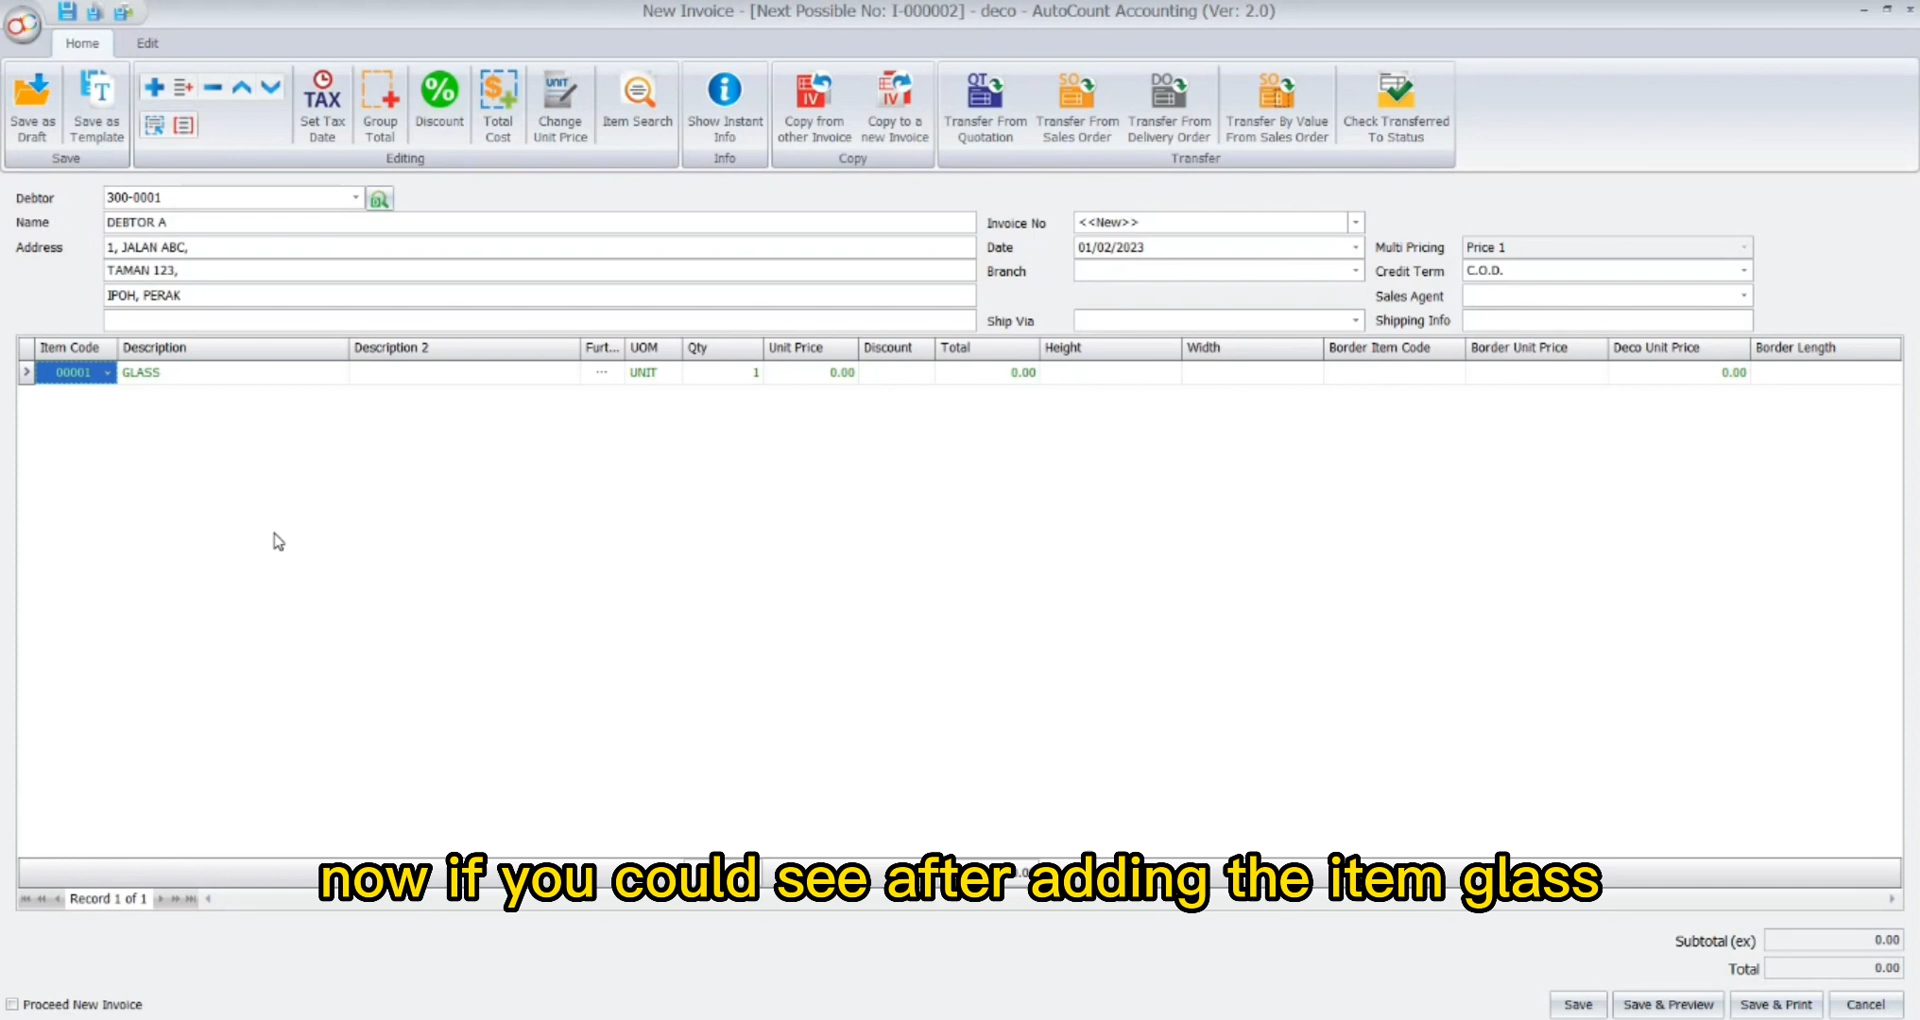 New Invoice - [Next Possible No: I-000002] - deco - AutoCount Accounting (Ver: 2.0)
Home Edit
Save as Draft
Save as Template
Save
TAX
Set Tax Date
Group Total
%
Discount
$
Total Cost
UNIT
Change Unit Price
Item Search
Editing
Show Instant Info
Info
IV
Copy from other Invoice
IV
Copy to a new Invoice
Copy
QT
Transfer From Quotation
SO
Transfer From Sales Order
DO
Transfer From Delivery Order
SO
Transfer By Value From Sales Order
Check Transferred To Status
Transfer
Debtor 300-0001
Name DEBTOR A
Address 1, JALAN ABC,
TAMAN 123,
IPOH, PERAK
Invoice No <<New>>
Date 01/02/2023
Branch
Ship Via
Multi Pricing Price 1
Credit Term C.O.D.
Sales Agent
Shipping Info
Item Code Description Description 2 Furt... UOM Qty Unit Price Discount Total Height Width Border Item Code Border Unit Price Deco Unit Price Border Length
00001 GLASS ... UNIT 1 0.00 0.00 0.00
now if you could see after adding the item glass
Record 1 of 1
Subtotal (ex) 0.00
Total 0.00
Proceed New Invoice
Save Save & Preview Save & Print Cancel